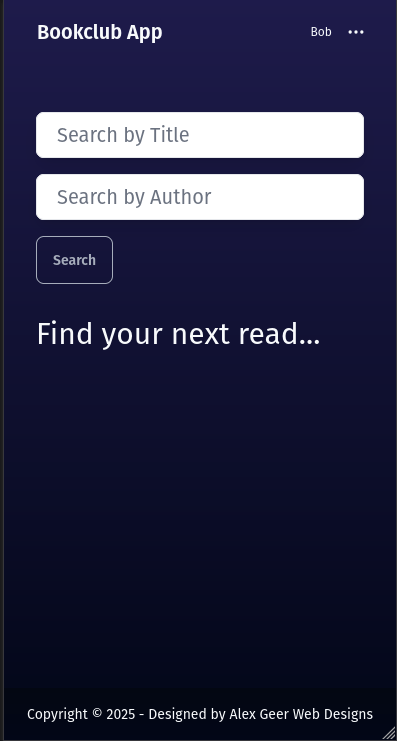 Bookclub App
Bob
Search by Title
Search by Author
Search
Find your next read...
Copyright © 2025 - Designed by Alex Geer Web Designs